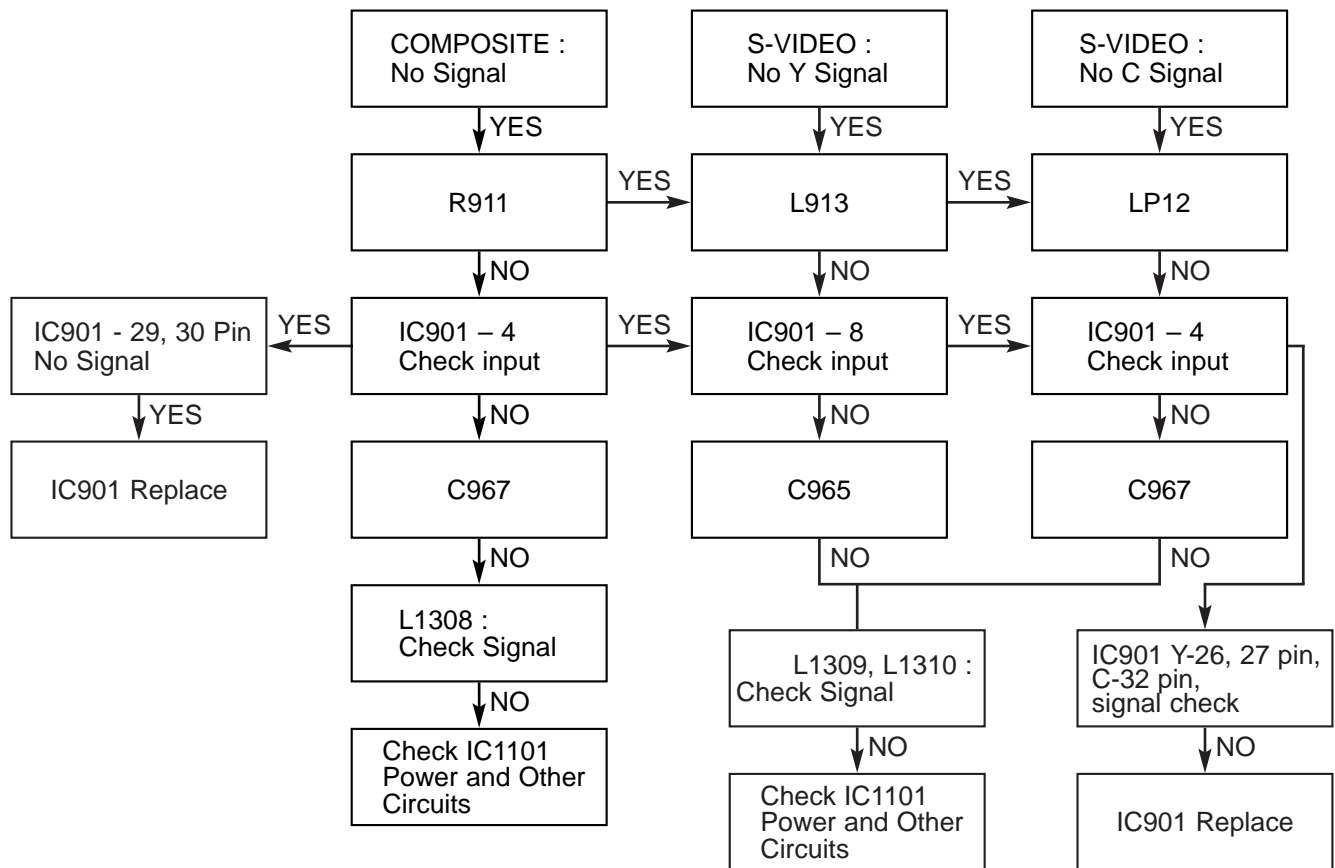 COMPOSITE :
No Signal
S-VIDEO :
No Y Signal
S-VIDEO :
No C Signal
YES
YES
YES
R911
YES
L913
YES
LP12
NO
NO
NO
IC901 - 29, 30 Pin
No Signal
YES
IC901 – 4
Check input
YES
IC901 – 8
Check input
YES
IC901 – 4
Check input
YES
NO
NO
NO
IC901 Replace
C967
C965
C967
NO
NO
NO
L1308 :
Check Signal
L1309, L1310 :
Check Signal
IC901 Y-26, 27 pin,
C-32 pin,
signal check
NO
NO
NO
Check IC1101
Power and Other
Circuits
Check IC1101
Power and Other
Circuits
IC901 Replace